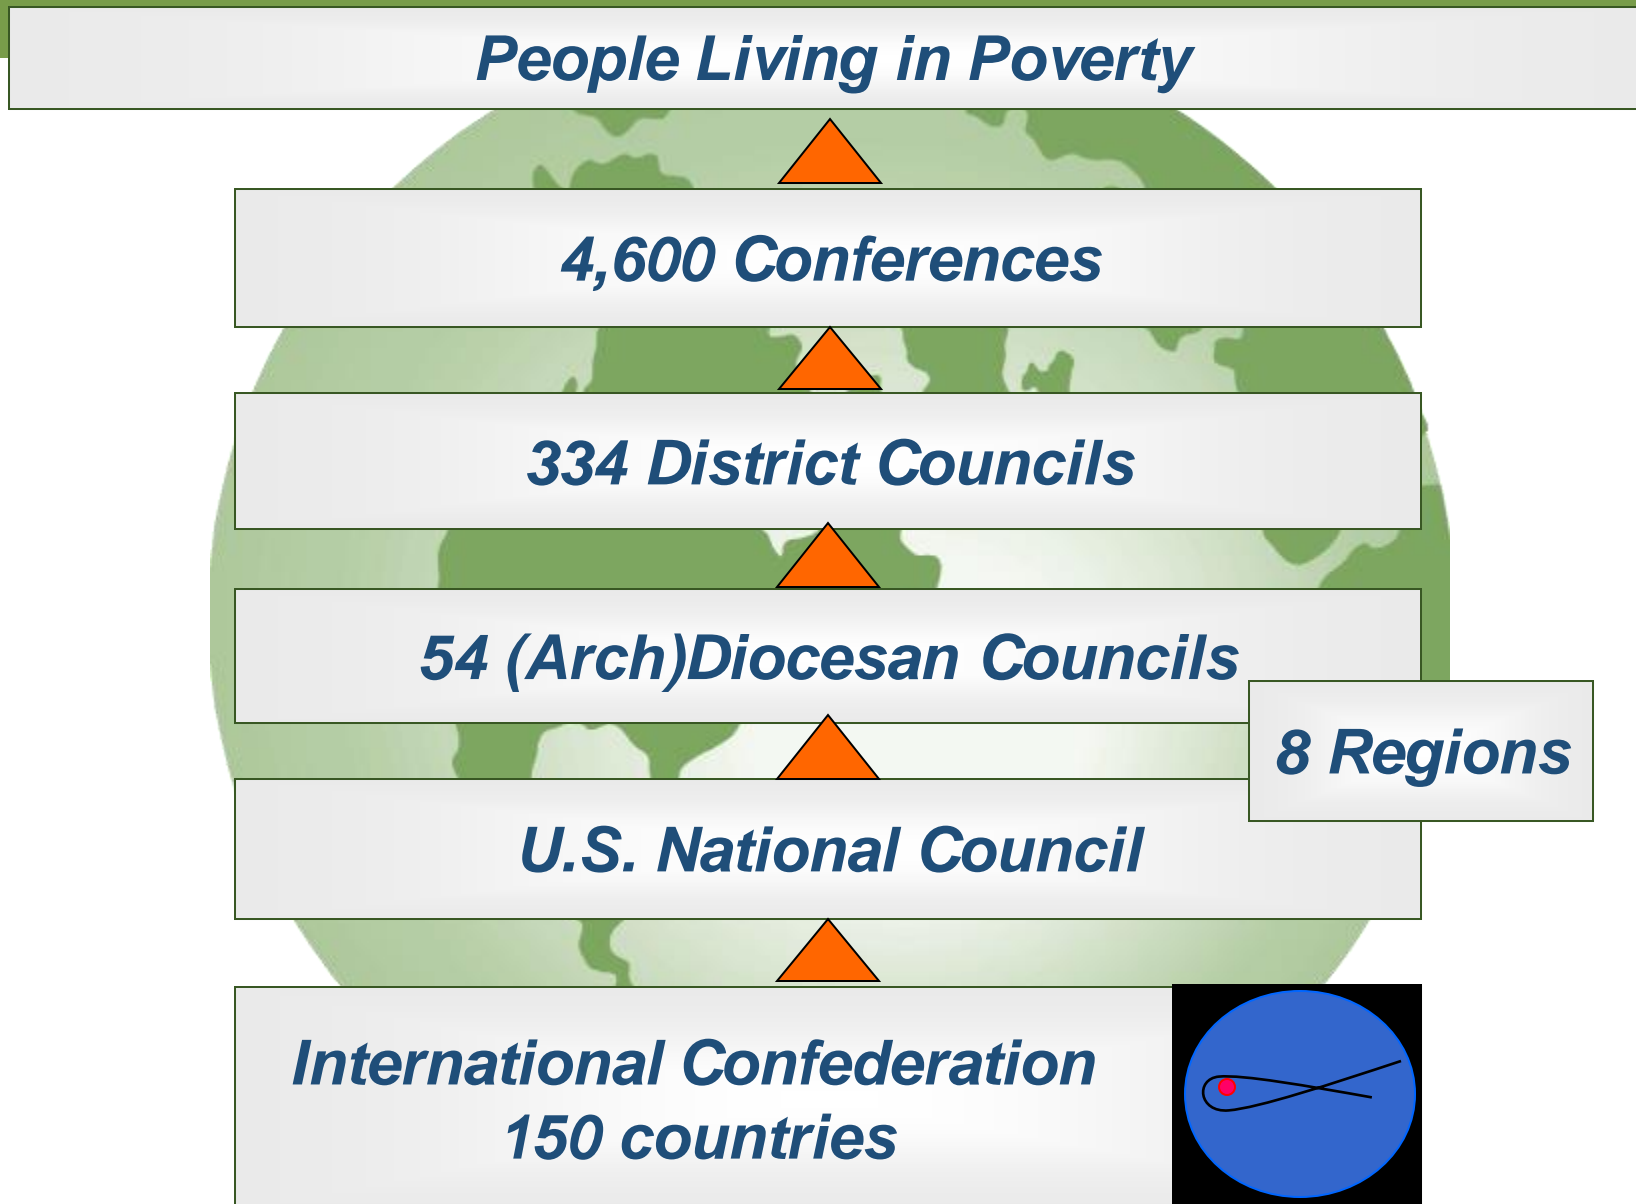 People Living in Poverty
4,600 Conferences
334 District Councils
54 (Arch)Diocesan Councils
8 Regions
U.S. National Council
International Confederation
150 countries